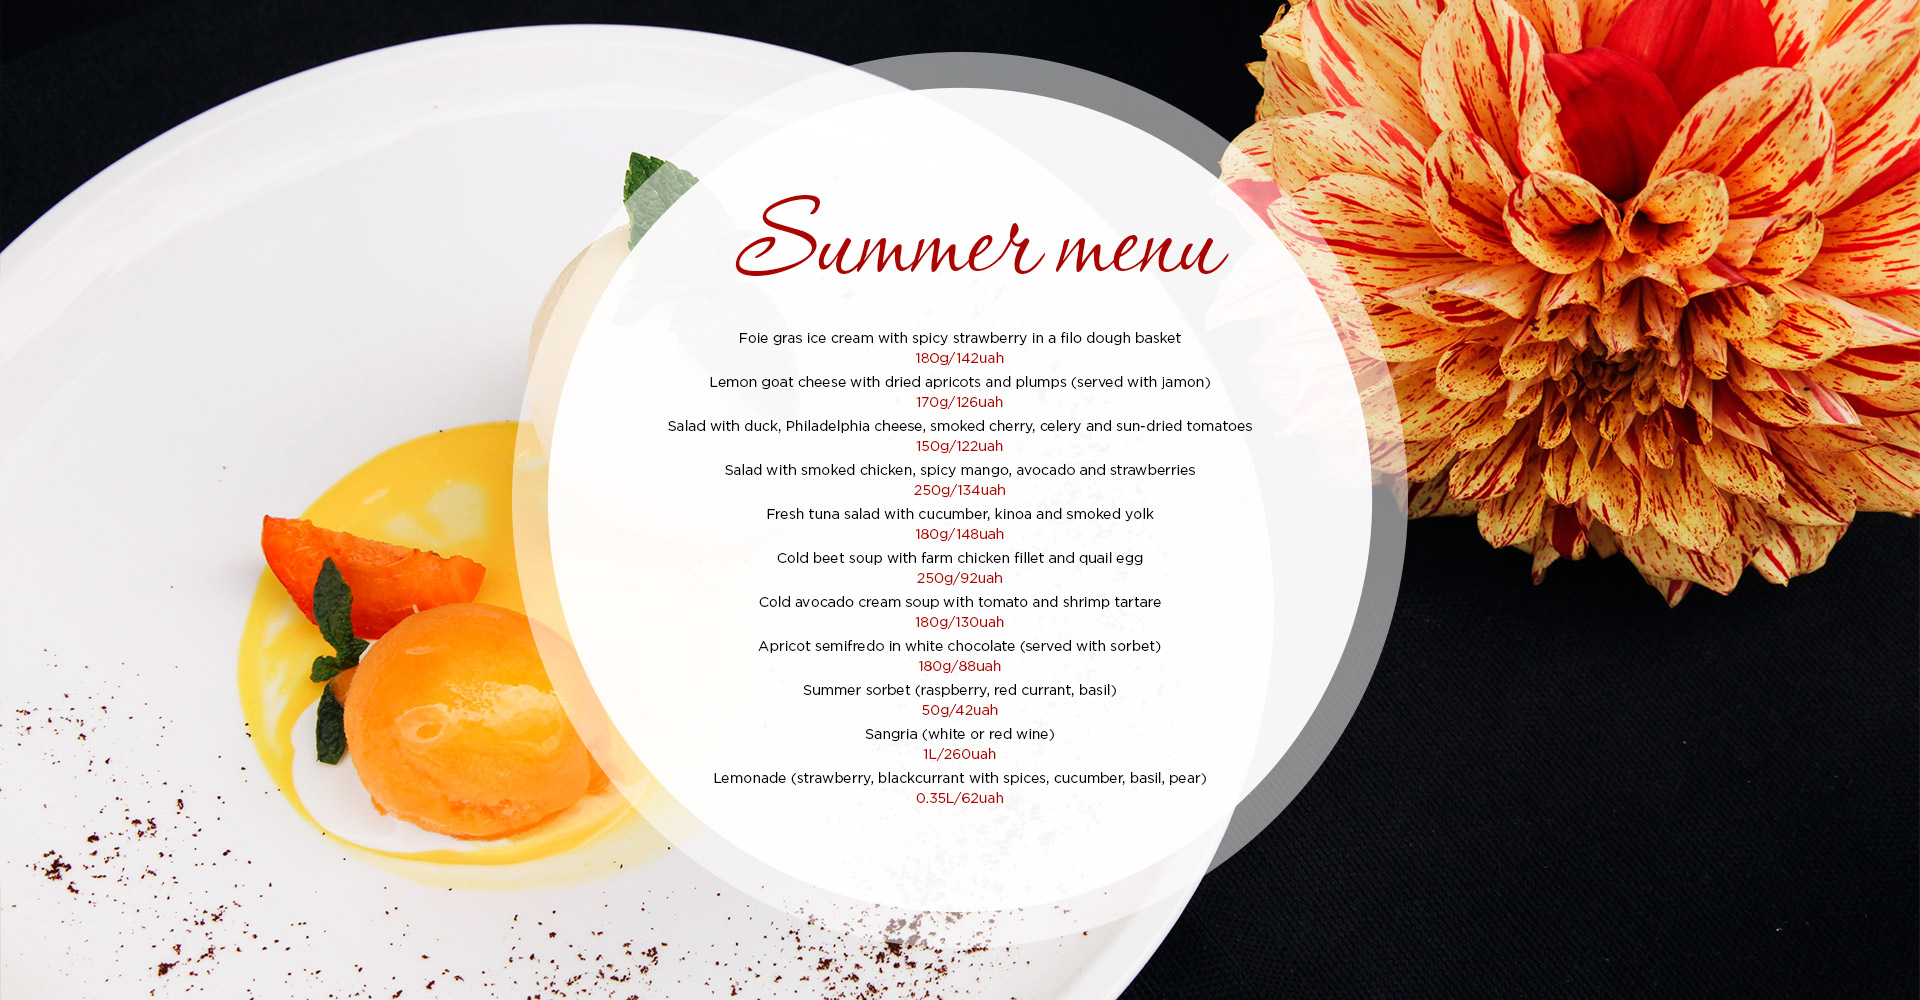 Summer menu
Foie gras ice cream with spicy strawberry in a filo dough basket
180g/142uah
Lemon goat cheese with dried apricots and plumps (served with jamon)
170g/126uah
Salad with duck, Philadelphia cheese, smoked cherry, celery and sun-dried tomatoes
150g/122uah
Salad with smoked chicken, spicy mango, avocado and strawberries
250g/134uah
Fresh tuna salad with cucumber, kinoa and smoked yolk
180g/148uah
Cold beet soup with farm chicken fillet and quail egg
250g/92uah
Cold avocado cream soup with tomato and shrimp tartare
180g/130uah
Apricot semifredo in white chocolate (served with sorbet)
180g/88uah
Summer sorbet (raspberry, red currant, basil)
50g/42uah
Sangria (white or red wine)
1L/260uah
Lemonade (strawberry, blackcurrant with spices, cucumber, basil, pear)
0.35L/62uah